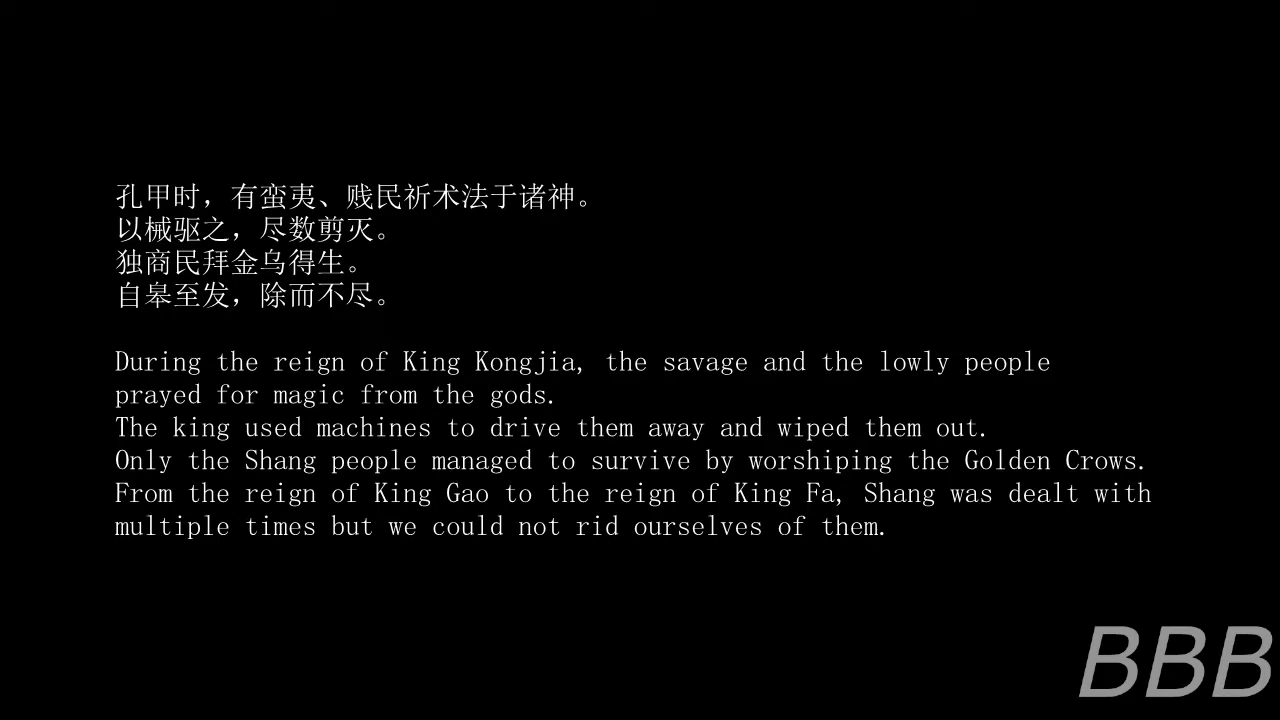 孔甲时，有蛮夷、贱民祈术法于诸神。
以械驱之，尽数剪灭。
独商民拜金乌得生。
自皋至发，除而不尽。
During the reign of King Kongjia, the savage and the lowly people
prayed for magic from the gods.
The king used machines to drive them away and wiped them out.
Only the Shang people managed to survive by worshiping the Golden Crows.
From the reign of King Gao to the reign of King Fa, Shang was dealt with
multiple times but we could not rid ourselves of them.
BBB